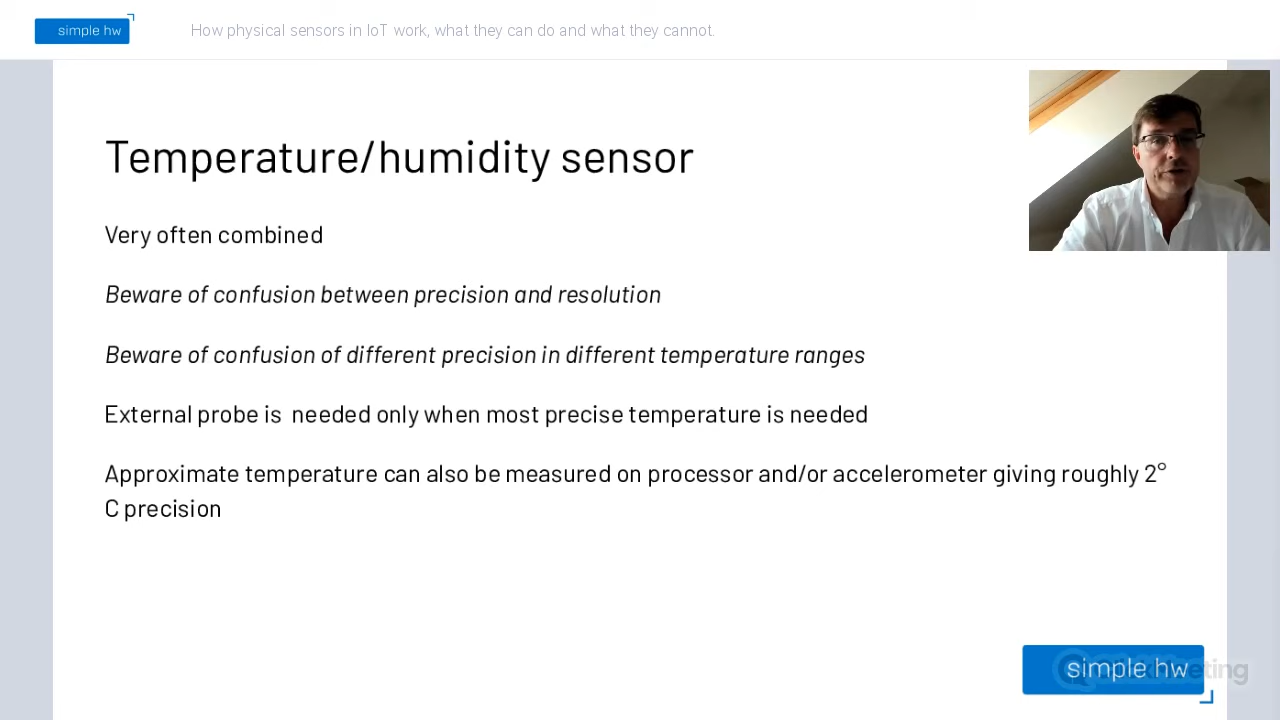 simple hw
How physical sensors in IoT work, what they can do and what they cannot.
Temperature/humidity sensor
Very often combined
Beware of confusion between precision and resolution
Beware of confusion of different precision in different temperature ranges
External probe is  needed only when most precise temperature is needed
Approximate temperature can also be measured on processor and/or accelerometer giving roughly 2°
C precision
simple hw